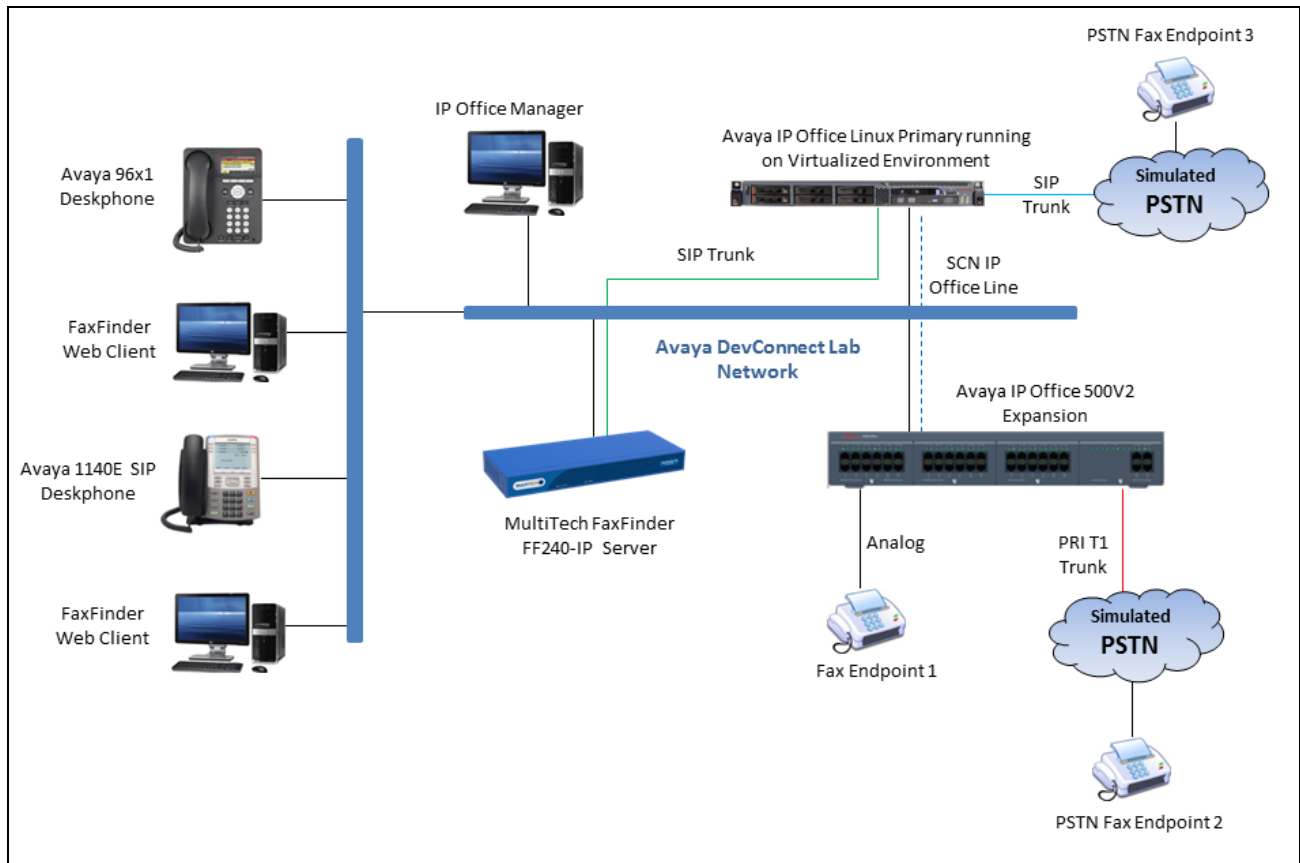 PSTN Fax Endpoint 3
IP Office Manager
Avaya IP Office Linux Primary running
on Virtualized Environment
Avaya 96x1
Deskphone
SIP
Trunk
Simulated
PSTN
SIP Trunk
SCN IP
Office Line
FaxFinder
Web Client
Avaya DevConnect Lab
Network
Avaya IP Office 500V2
Expansion
Avaya 1140E SIP
Deskphone
MultiTech FaxFinder
FF240-IP Server
Analog
PRI T1
Trunk
FaxFinder
Web Client
Simulated
PSTN
Fax Endpoint 1
PSTN Fax Endpoint 2